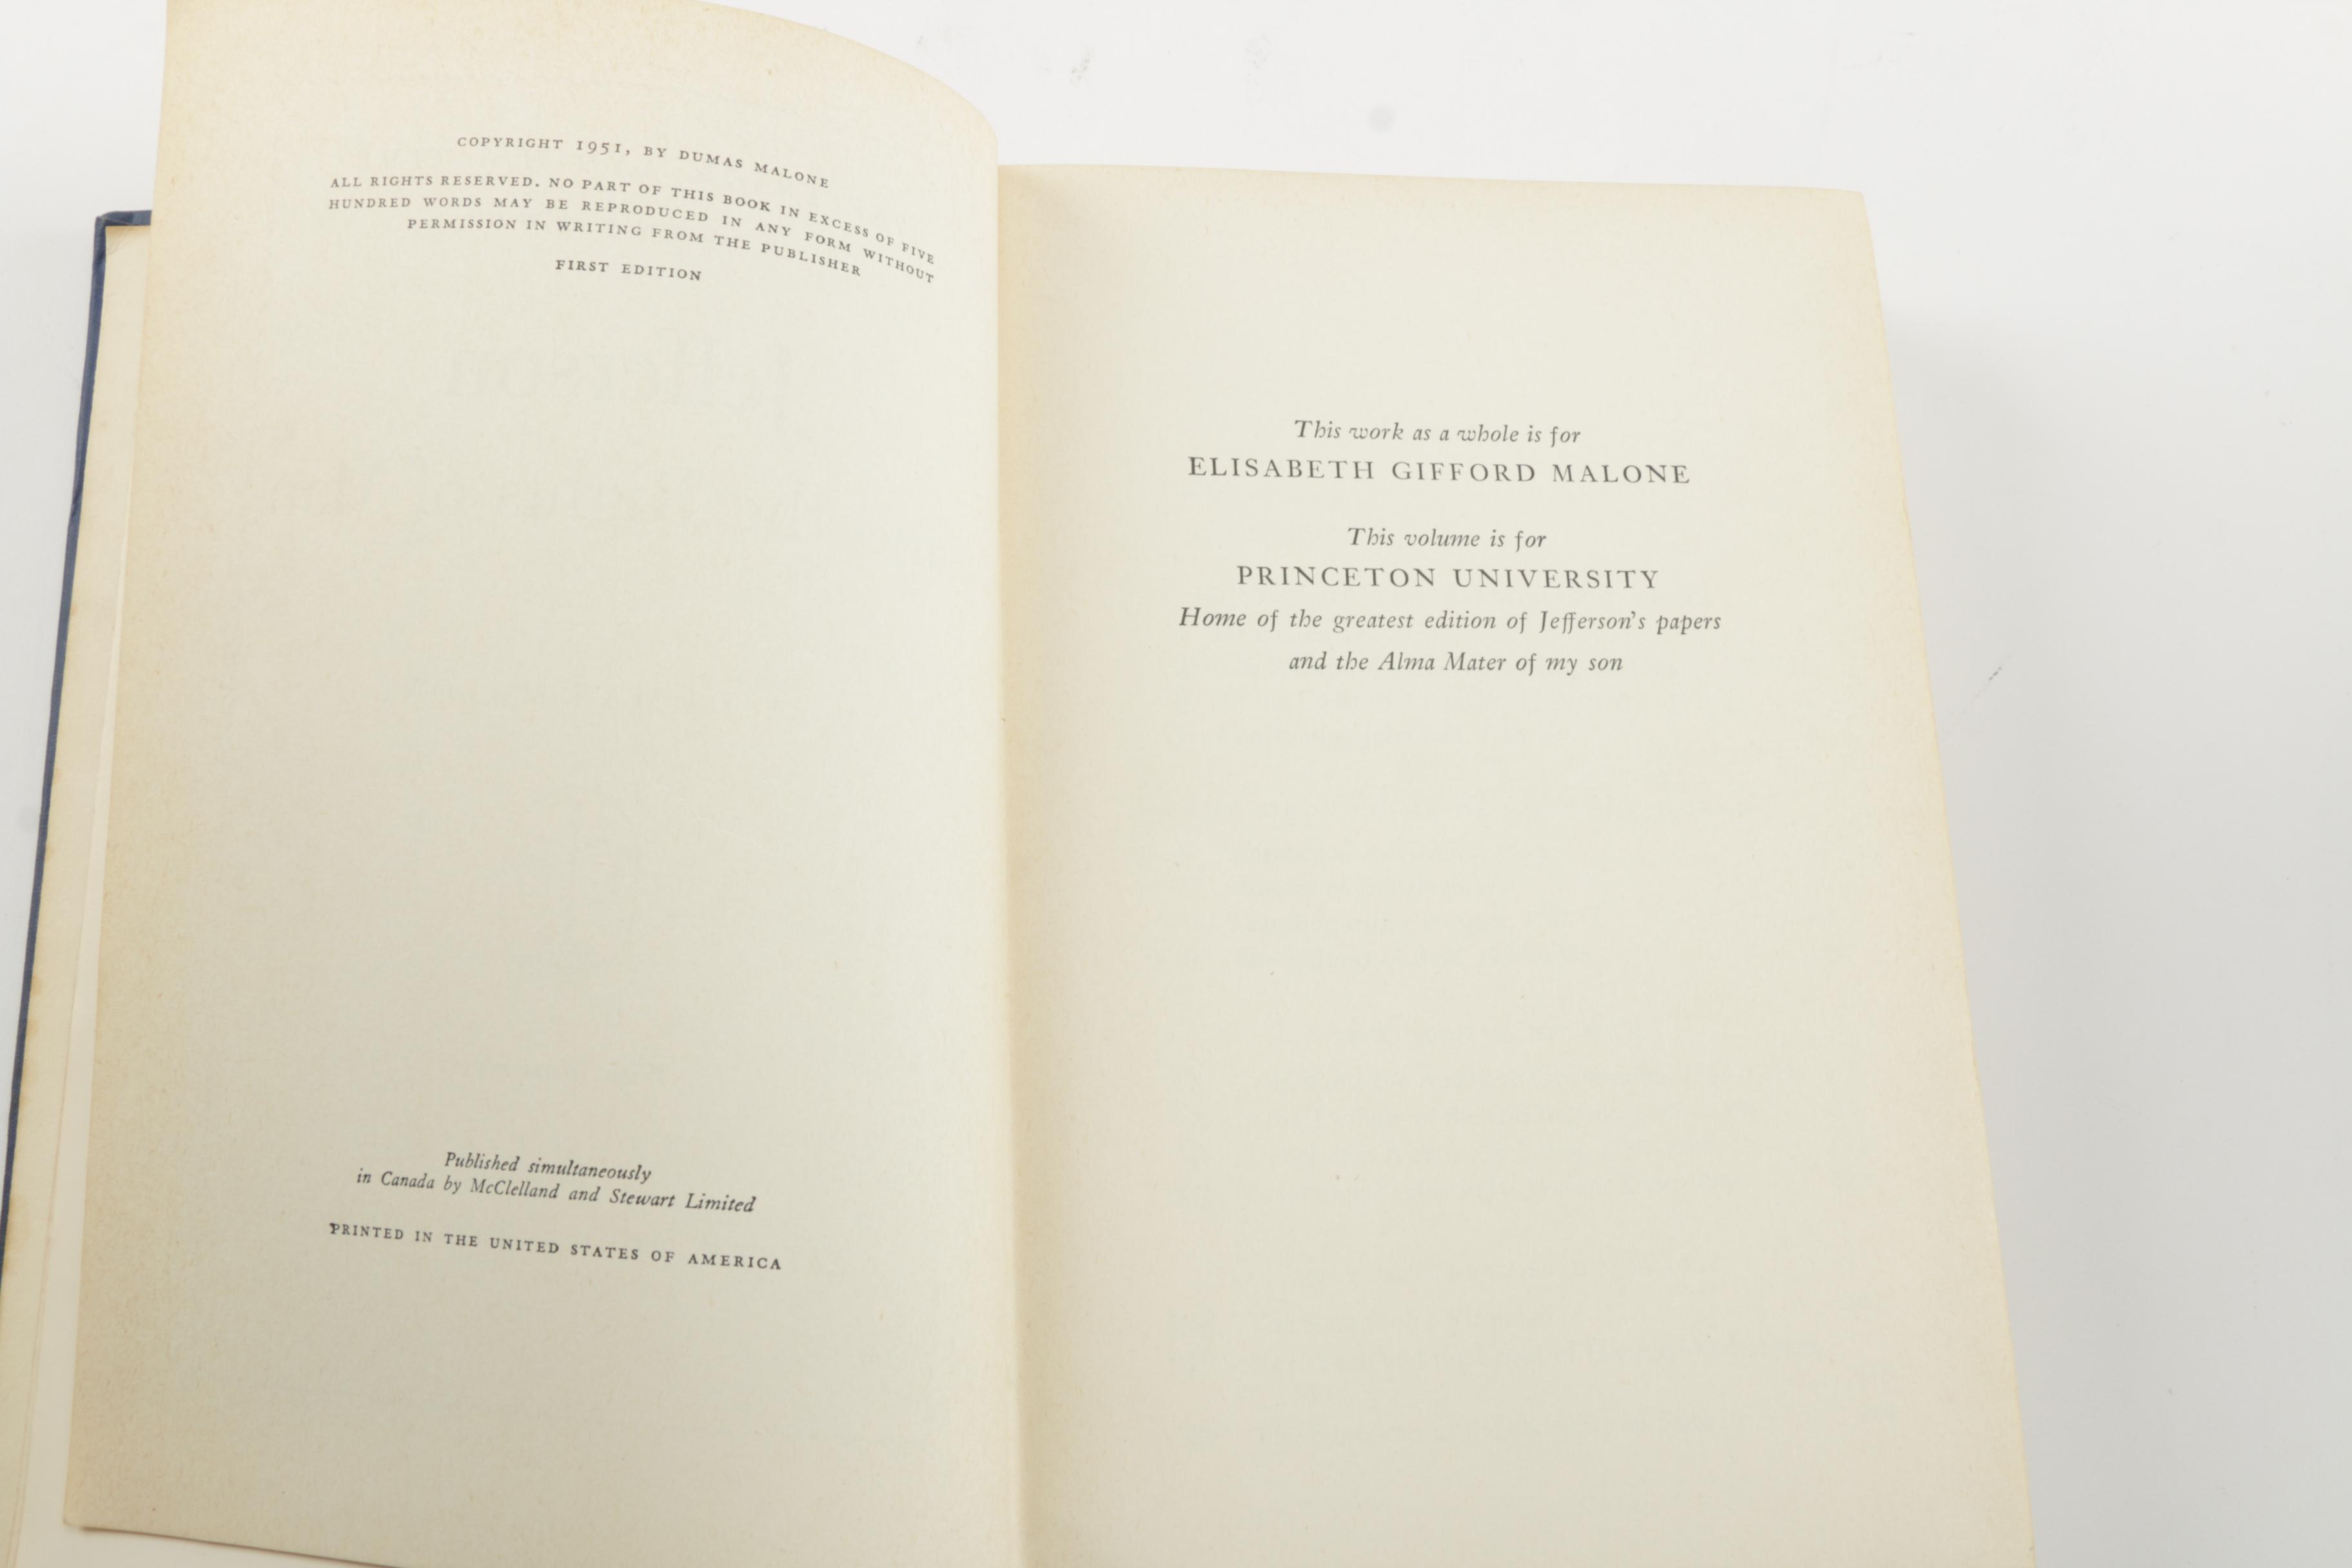 COPYRIGHT 1951, BY DUMAS MALONE
ALL RIGHTS RESERVED. NO PART OF THIS BOOK IN EXCESS OF FIVE
HUNDRED WORDS MAY BE REPRODUCED IN ANY FORM WITHOUT
PERMISSION IN WRITING FROM THE PUBLISHER
FIRST EDITION
Published simultaneously
in Canada by McClelland and Stewart Limited
PRINTED IN THE UNITED STATES OF AMERICA
This work as a whole is for
ELISABETH GIFFORD MALONE
This volume is for
PRINCETON UNIVERSITY
Home of the greatest edition of Jefferson's papers
and the Alma Mater of my son